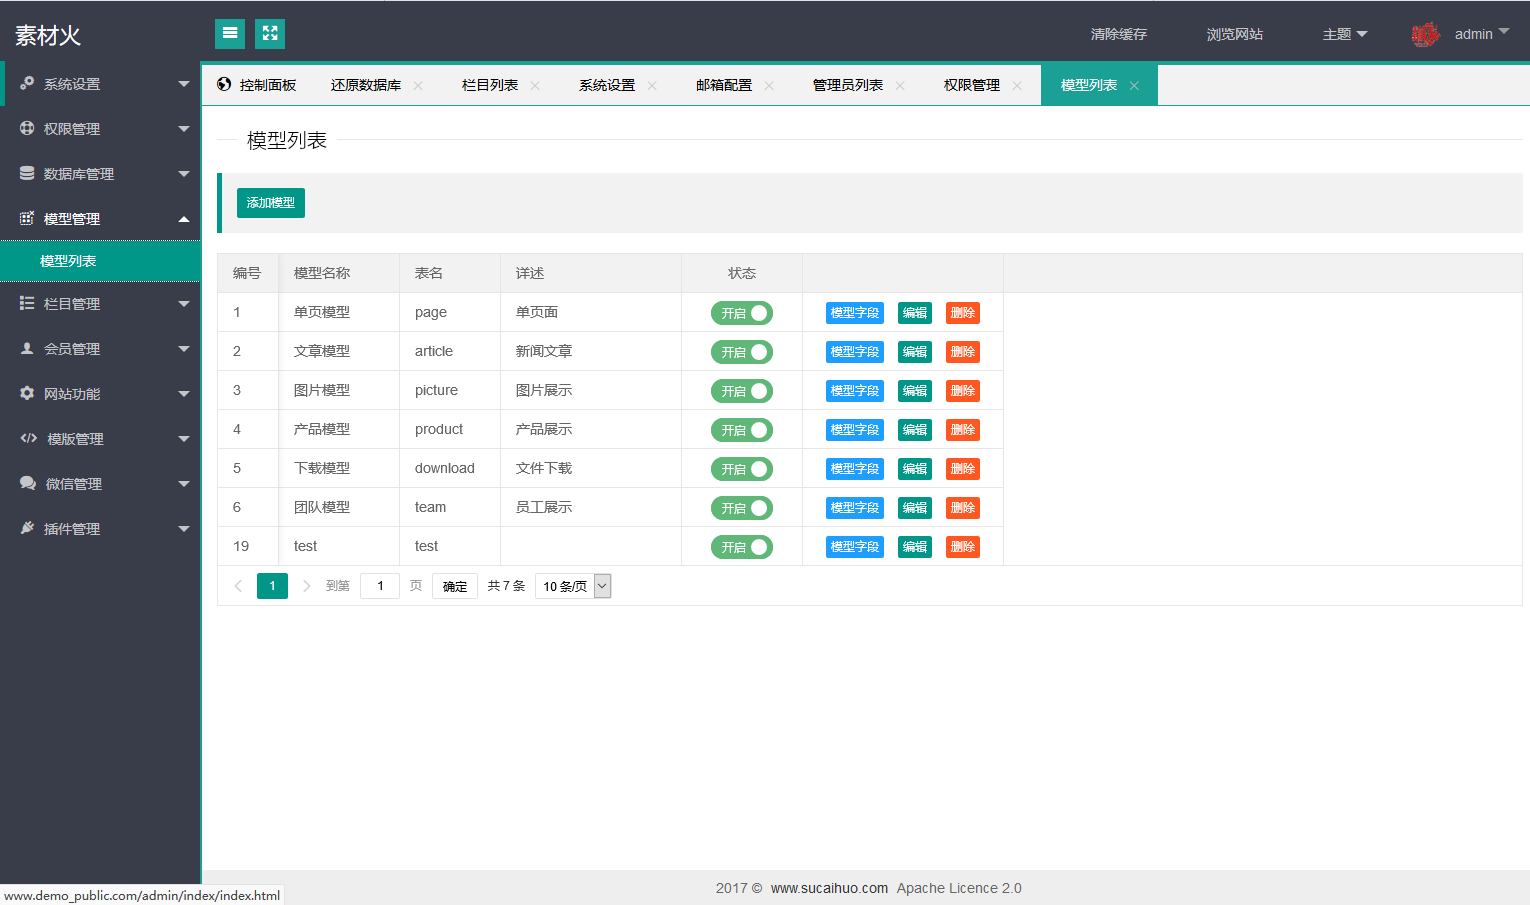 素材火
清除缓存 浏览网站 主题 admin
系统设置
权限管理
数据库管理
模型管理
模型列表
栏目管理
会员管理
网站功能
模版管理
微信管理
插件管理
控制面板 还原数据库 栏目列表 系统设置 邮箱配置 管理员列表 权限管理 模型列表
模型列表
添加模型
编号 模型名称 表名 详述 状态
1 单页模型 page 单页面 开启 模型字段 编辑 删除
2 文章模型 article 新闻文章 开启 模型字段 编辑 删除
3 图片模型 picture 图片展示 开启 模型字段 编辑 删除
4 产品模型 product 产品展示 开启 模型字段 编辑 删除
5 下载模型 download 文件下载 开启 模型字段 编辑 删除
6 团队模型 team 员工展示 开启 模型字段 编辑 删除
19 test test 开启 模型字段 编辑 删除
1 到第 1 页 确定 共 7 条 10 条/页
2017 © www.sucaihuo.com Apache Licence 2.0
www.demo_public.com/admin/index/index.html